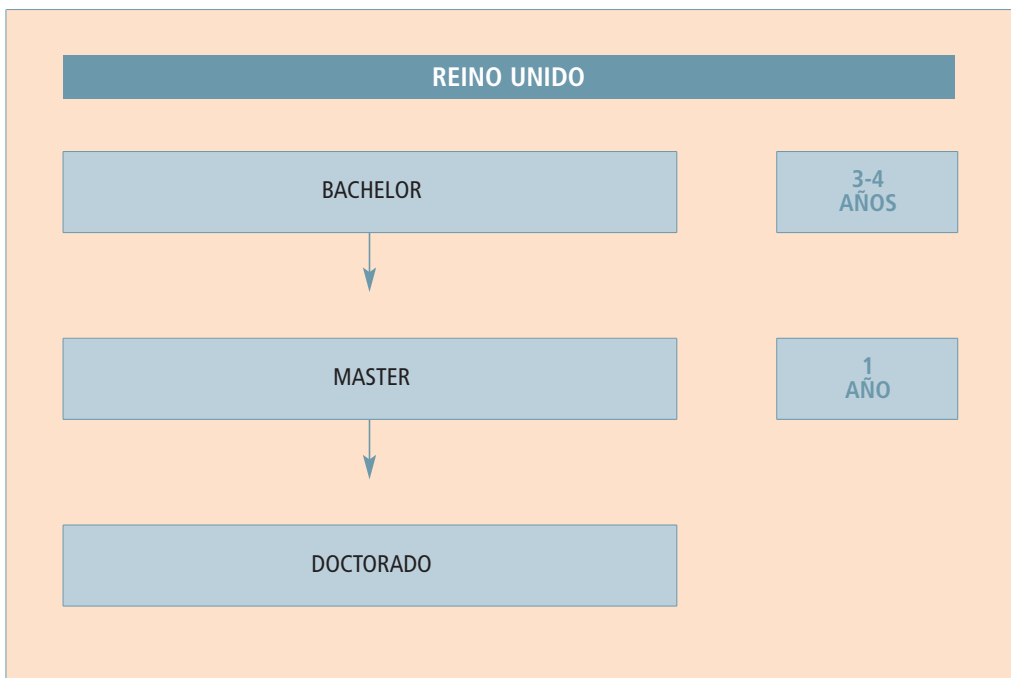 REINO UNIDO
BACHELOR
3-4
AÑOS
MASTER
1
AÑO
DOCTORADO